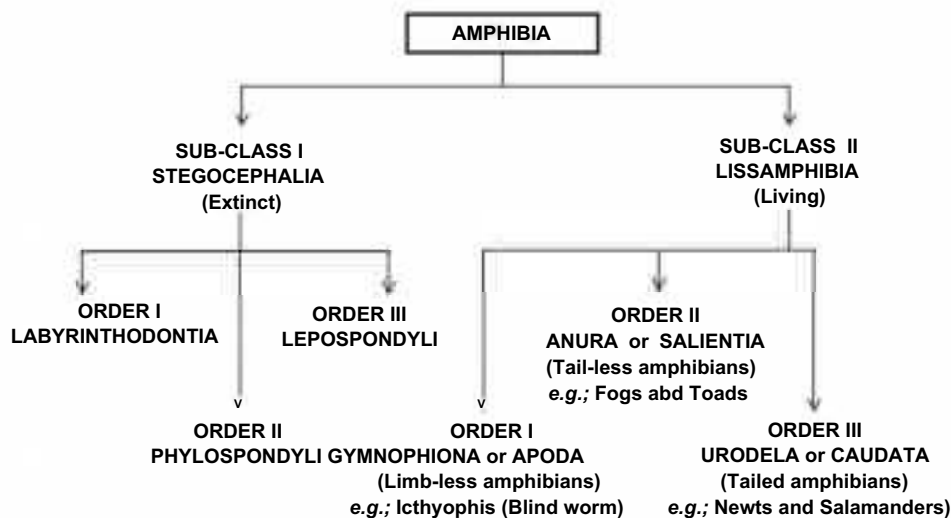 AMPHIBIA
SUB-CLASS I
STEGOCEPHALIA
(Extinct)
SUB-CLASS II
LISSAMPHIBIA
(Living)
ORDER I
LABYRINTHODONTIA
ORDER III
LEPOSPONDYLI
ORDER II
ANURA or SALIENTIA
(Tail-less amphibians)
e.g.; Fogs abd Toads
ORDER II
PHYLOSPONDYLI
ORDER I
GYMNOPHIONA or APODA
(Limb-less amphibians)
e.g.; Icthyophis (Blind worm)
ORDER III
URODELA or CAUDATA
(Tailed amphibians)
e.g.; Newts and Salamanders)